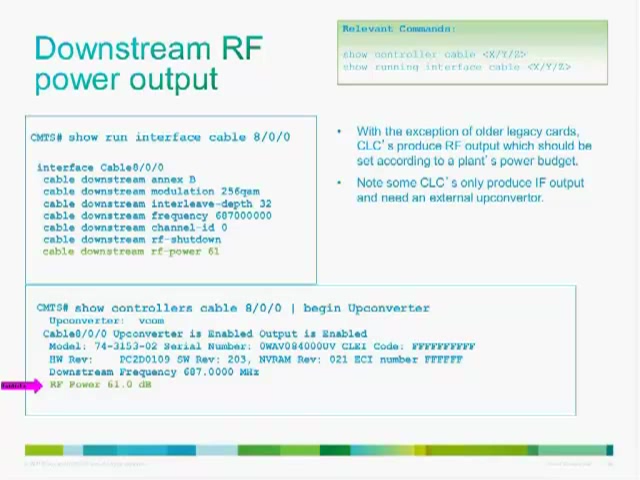 Downstream RF
power output
Relevant Commands:
show controller cable <X/Y/Z>
show running interface cable <X/Y/Z>
CMTS# show run interface cable 8/0/0
interface Cable8/0/0
cable downstream annex B
cable downstream modulation 256qam
cable downstream interleave-depth 32
cable downstream frequency 687000000
cable downstream channel-id 0
cable downstream rf-shutdown
cable downstream rf-power 61
• With the exception of older legacy cards,
CLC's produce RF output which should be
set according to a plant's power budget.
• Note some CLC's only produce IF output
and need an external upconvertor.
CMTS# show controllers cable 8/0/0 | begin Upconverter
Upconverter: vcom
Cable8/0/0 Upconverter is Enabled Output is Enabled
Model: 74-3153-02 Serial Number: 0WAV084000UV CLEI Code: FFFFFFFFFF
HW Rev: PC2D0109 SW Rev: 203, NVRAM Rev: 021 ECI number FFFFFF
Downstream Frequency 687.0000 MHz
RF Power 61.0 dB